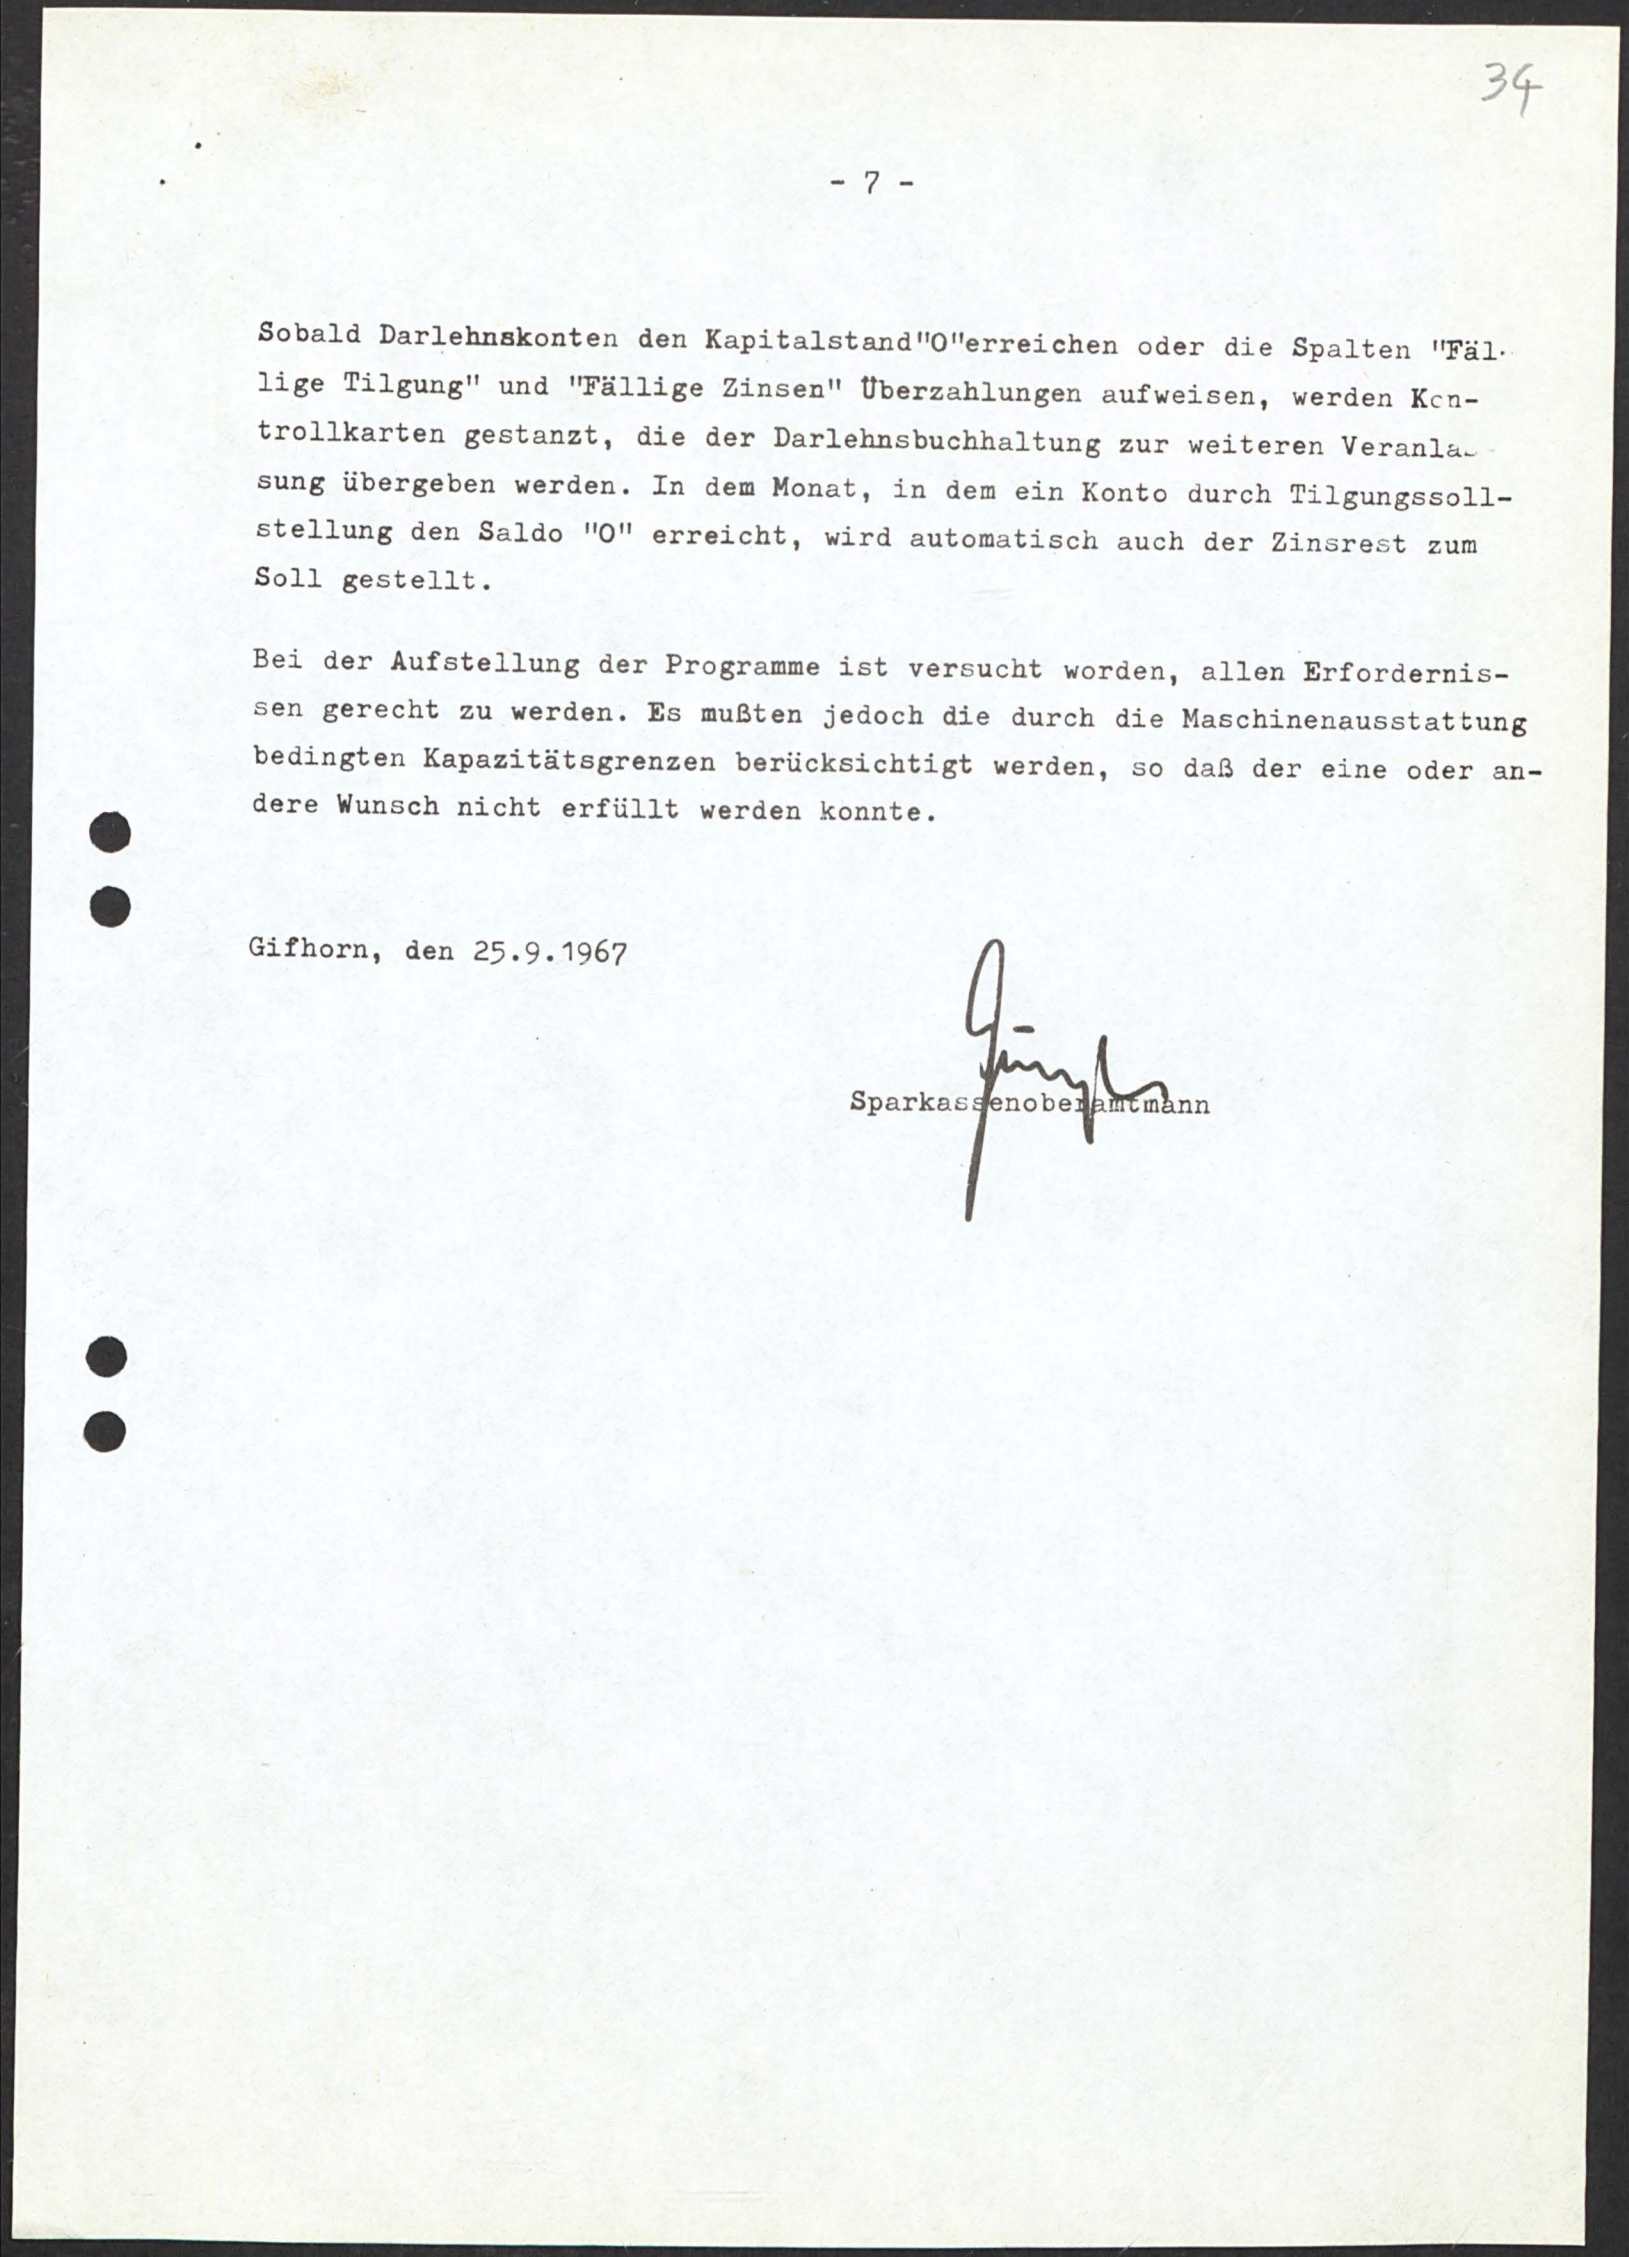 34
- 7 -
Sobald Darlehnskonten den Kapitalstand"0"erreichen oder die Spalten "Fäl-
lige Tilgung" und "Fällige Zinsen" Überzahlungen aufweisen, werden Kon-
trollkarten gestanzt, die der Darlehnsbuchhaltung zur weiteren Veranlas-
sung übergeben werden. In dem Monat, in dem ein Konto durch Tilgungssoll-
stellung den Saldo "0" erreicht, wird automatisch auch der Zinsrest zum
Soll gestellt.
Bei der Aufstellung der Programme ist versucht worden, allen Erfordernis-
sen gerecht zu werden. Es mußten jedoch die durch die Maschinenausstattung
bedingten Kapazitätsgrenzen berücksichtigt werden, so daß der eine oder an-
dere Wunsch nicht erfüllt werden konnte.
Gifhorn, den 25.9.1967
Sparkassenoberamtmann